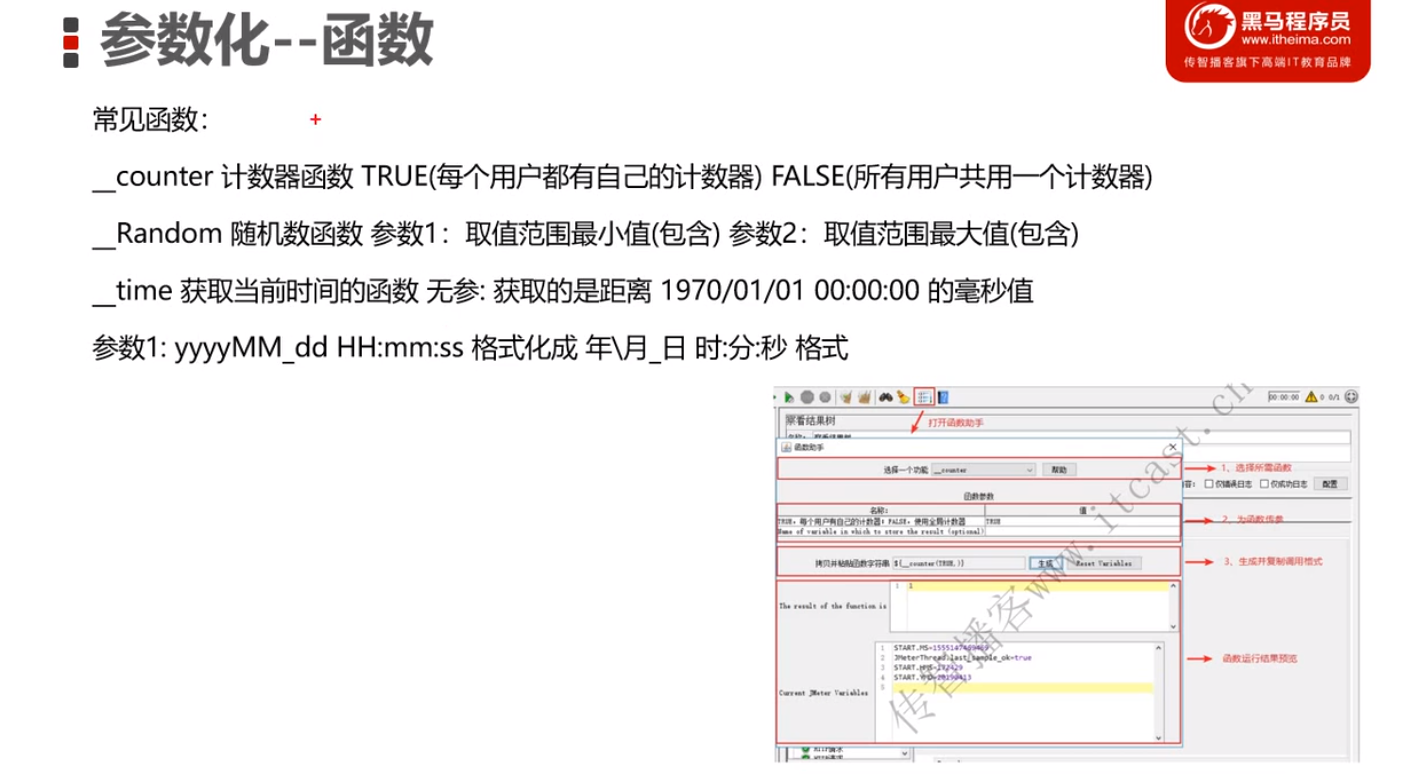 参数化--函数
黑马程序员
www.itheima.com
传智播客旗下高端IT教育品牌
常见函数:
__counter 计数器函数 TRUE(每个用户都有自己的计数器) FALSE(所有用户共用一个计数器)
__Random 随机数函数 参数1：取值范围最小值(包含) 参数2：取值范围最大值(包含)
__time 获取当前时间的函数 无参: 获取的是距离 1970/01/01 00:00:00 的毫秒值
参数1: yyyyMM_dd HH:mm:ss 格式化成 年\月_日 时:分:秒 格式
00:00:00 0 0/1
察看结果树
打开函数助手
函数助手
选择一个功能 __counter 帮助
1、选择所需函数
仅错误日志 仅成功日志 配置
函数参数
名称: 值
TRUE，每个用户有自己的计数器；FALSE，使用全局计数器 TRUE
Name of variable in which to store the result (optional)
2、为函数传参
拷贝并粘贴函数字符串 ${__counter(TRUE,)} 生成 Reset Variables
3、生成并复制调用格式
1 1
The result of the function is
1 START.MS=
2 JMeterThread.last_sample_ok=true
3
4
5
函数运行结果预览
Current JMeter Variables
传智播客www.itcast.cn
HTTP请求